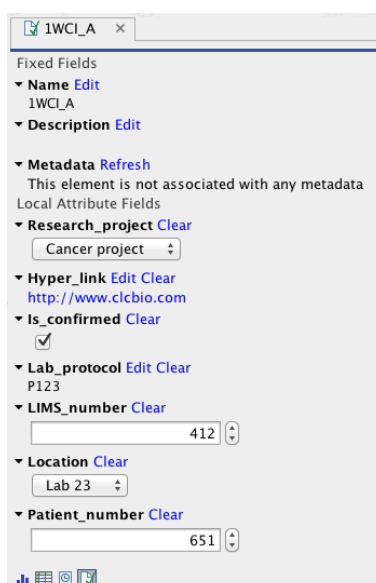 1WCI_A ×
Fixed Fields
Name Edit
1WCI_A
Description Edit
Metadata Refresh
This element is not associated with any metadata
Local Attribute Fields
Research_project Clear
Cancer project
Hyper_link Edit Clear
http://www.clcbio.com
Is_confirmed Clear
Lab_protocol Edit Clear
P123
LIMS_number Clear
412
Location Clear
Lab 23
Patient_number Clear
651